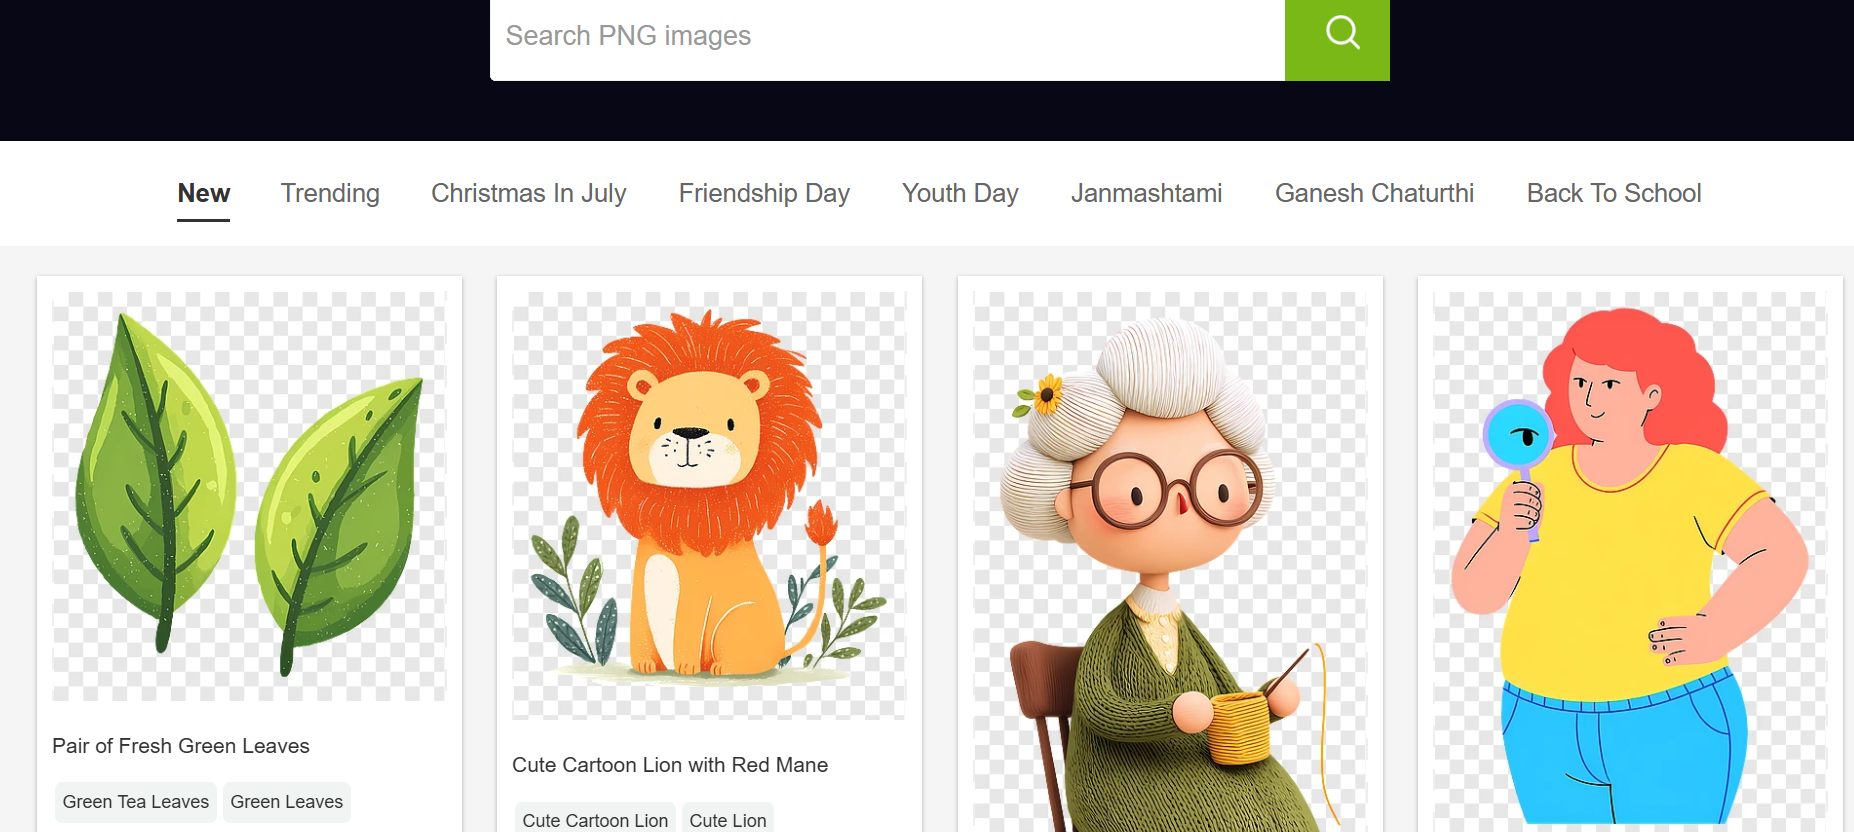 Search PNG images
New Trending Christmas In July Friendship Day Youth Day Janmashtami Ganesh Chaturthi Back To School
Pair of Fresh Green Leaves
Green Tea Leaves Green Leaves
Cute Cartoon Lion with Red Mane
Cute Cartoon Lion Cute Lion